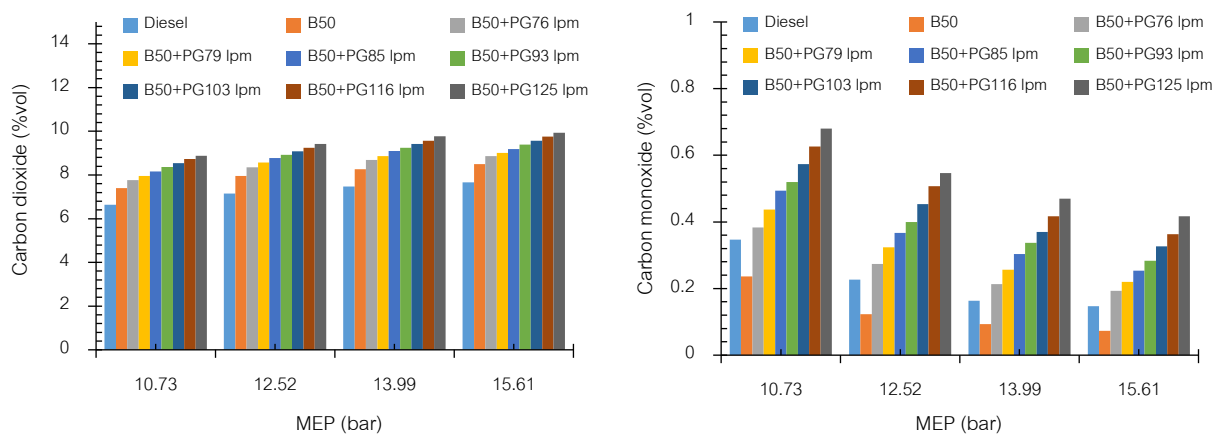 Diesel B50 B50+PG76 lpm
B50+PG79 lpm B50+PG85 lpm B50+PG93 lpm
B50+PG103 lpm B50+PG116 lpm B50+PG125 lpm
Carbon dioxide (%vol)
14
12
10
8
6
4
2
0
10.73 12.52 13.99 15.61
MEP (bar)
Diesel B50 B50+PG76 lpm
B50+PG79 lpm B50+PG85 lpm B50+PG93 lpm
B50+PG103 lpm B50+PG116 lpm B50+PG125 lpm
Carbon monoxide (%vol)
1
0.8
0.6
0.4
0.2
0
10.73 12.52 13.99 15.61
MEP (bar)